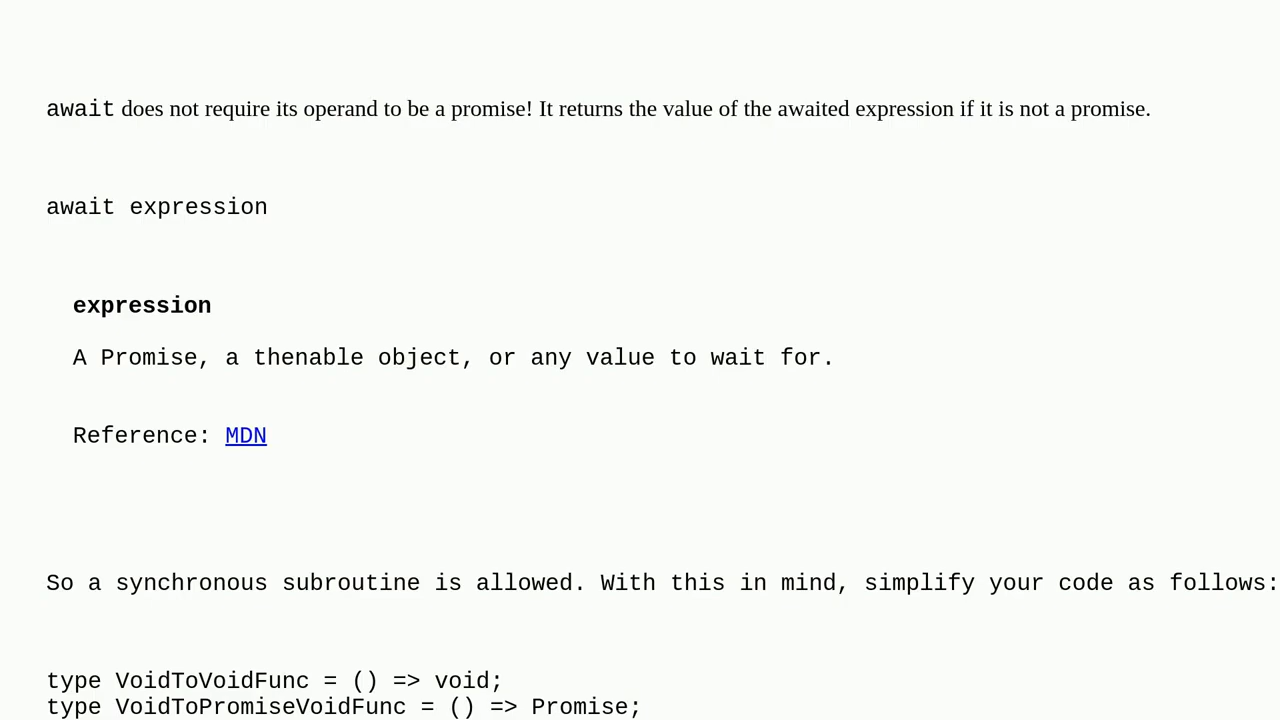 await does not require its operand to be a promise! It returns the value of the awaited expression if it is not a promise.
await expression
expression
A Promise, a thenable object, or any value to wait for.
Reference: MDN
So a synchronous subroutine is allowed. With this in mind, simplify your code as follows:
type VoidToVoidFunc = () => void;
type VoidToPromiseVoidFunc = () => Promise;